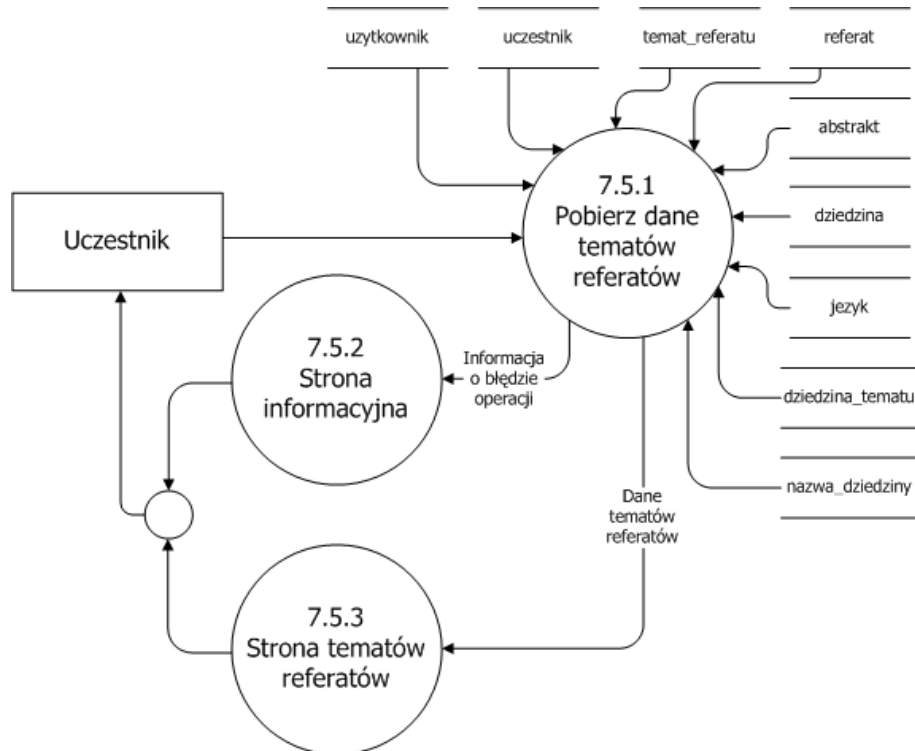 uzytkownik
uczestnik
temat_referatu
referat
abstrakt
7.5.1
Pobierz dane
tematów
referatów
dziedzina
Uczestnik
jezyk
7.5.2
Strona
informacyjna
Informacja
o błędzie
operacji
dziedzina_tematu
nazwa_dziedziny
Dane
tematów
referatów
7.5.3
Strona tematów
referatów